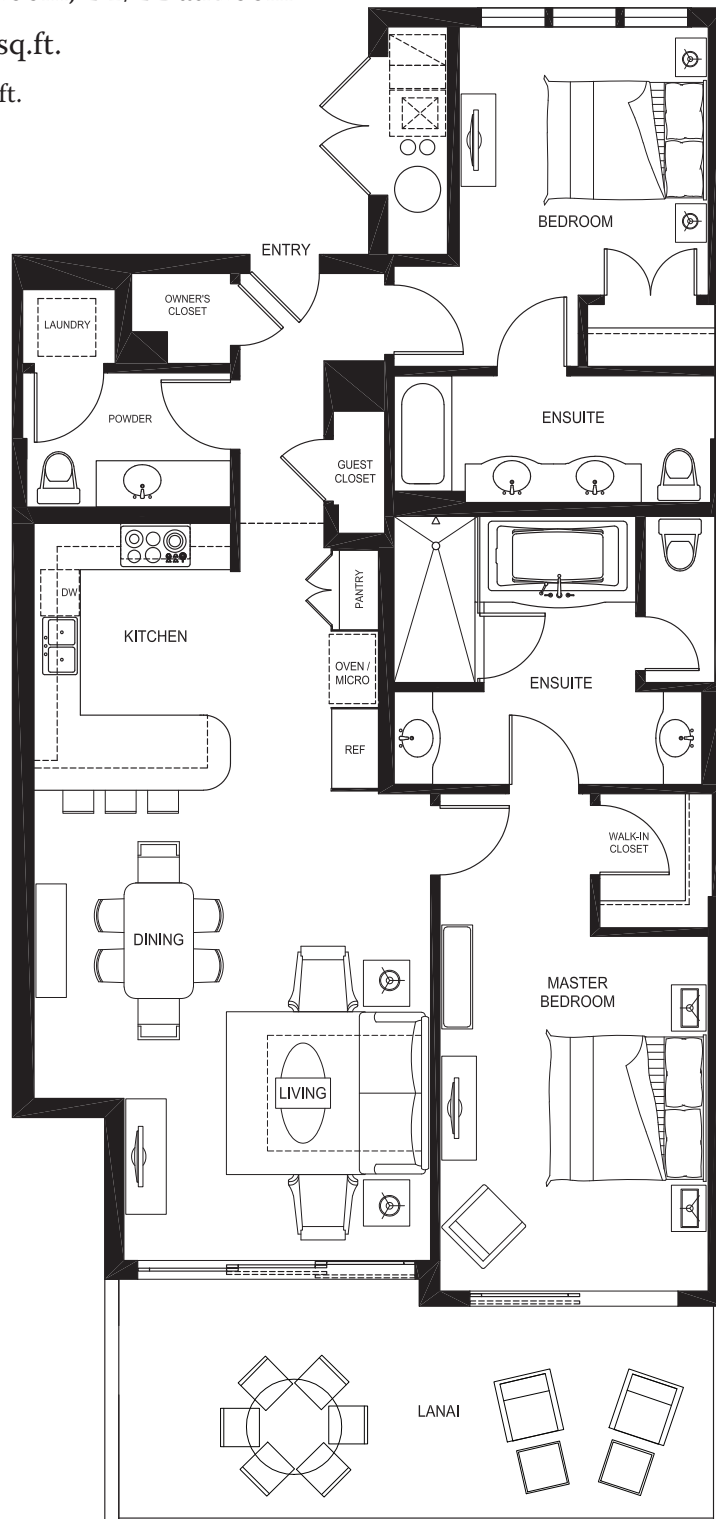 sq.ft.
ft.
BEDROOM
ENTRY
OWNER'S
CLOSET
LAUNDRY
POWDER
ENSUITE
GUEST
CLOSET
DW
PANTRY
KITCHEN
OVEN /
MICRO
ENSUITE
REF
WALK-IN
CLOSET
DINING
MASTER
BEDROOM
LIVING
LANAI